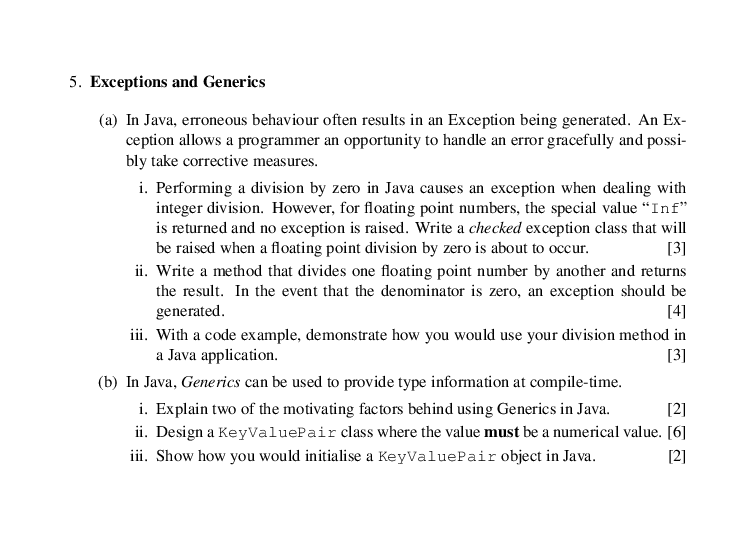 5. Exceptions and Generics
(a) In Java, erroneous behaviour often results in an Exception being generated. An Ex-
ception allows a programmer an opportunity to handle an error gracefully and possi-
bly take corrective measures.
i. Performing a division by zero in Java causes an exception when dealing with
integer division. However, for floating point numbers, the special value “Inf”
is returned and no exception is raised. Write a checked exception class that will
be raised when a floating point division by zero is about to occur. [3]
ii. Write a method that divides one floating point number by another and returns
the result. In the event that the denominator is zero, an exception should be
generated. [4]
iii. With a code example, demonstrate how you would use your division method in
a Java application. [3]
(b) In Java, Generics can be used to provide type information at compile-time.
i. Explain two of the motivating factors behind using Generics in Java. [2]
ii. Design a KeyValuePair class where the value must be a numerical value. [6]
iii. Show how you would initialise a KeyValuePair object in Java. [2]